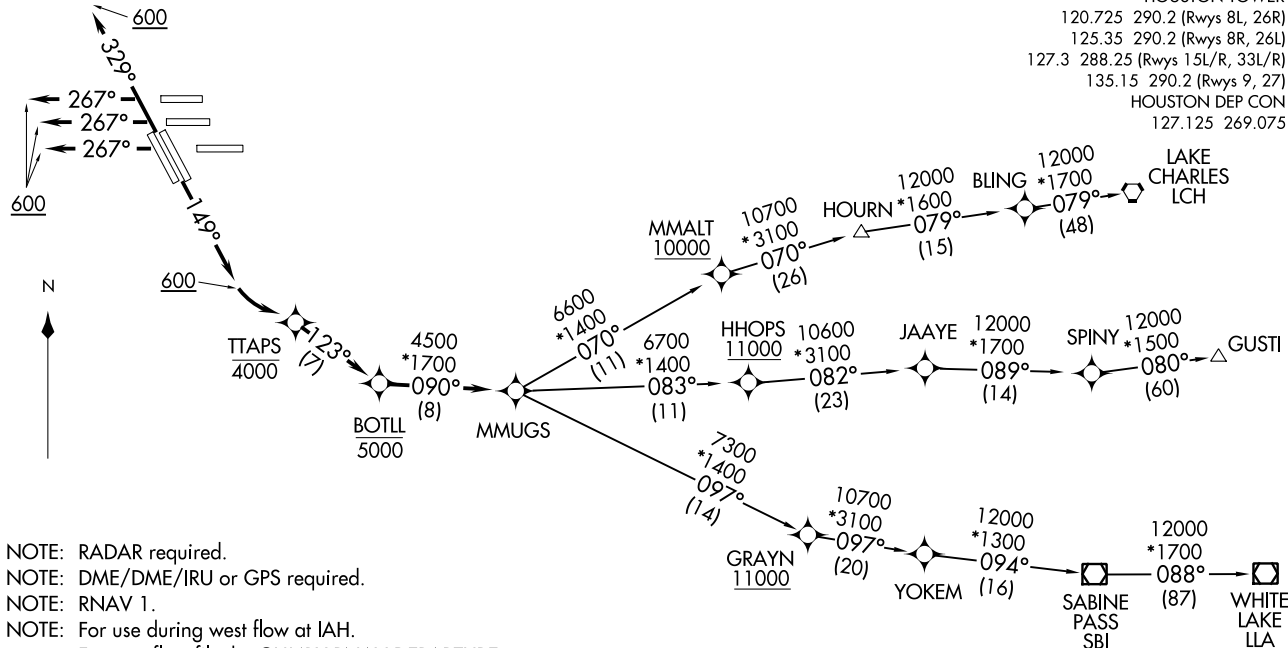 HOUSTON TOWER
120.725 290.2 (Rwys 8L, 26R)
125.35 290.2 (Rwys 8R, 26L)
127.3 288.25 (Rwys 15L/R, 33L/R)
135.15 290.2 (Rwys 9, 27)
HOUSTON DEP CON
127.125 269.075
600
329°
267°
267°
267°
600
149°
600
N
TTAPS
4000
123°
(7)
BOTLL
5000
4500
*1700
090°
(8)
MMUGS
6600
*1400
070°
(11)
MMALT
10000
10700
*3100
070°
(26)
HOURN
12000
*1600
079°
(15)
BLING
12000
*1700
079°
(48)
LAKE
CHARLES
LCH
6700
*1400
083°
(11)
HHOPS
11000
10600
*3100
082°
(23)
JAAYE
12000
*1700
089°
(14)
SPINY
12000
*1500
080°
(60)
GUSTI
7300
*1400
097°
(14)
GRAYN
11000
10700
*3100
097°
(20)
YOKEM
12000
*1300
094°
(16)
SABINE
PASS
SBI
12000
*1700
088°
(87)
WHITE
LAKE
LLA
NOTE: RADAR required.
NOTE: DME/DME/IRU or GPS required.
NOTE: RNAV 1.
NOTE: For use during west flow at IAH.